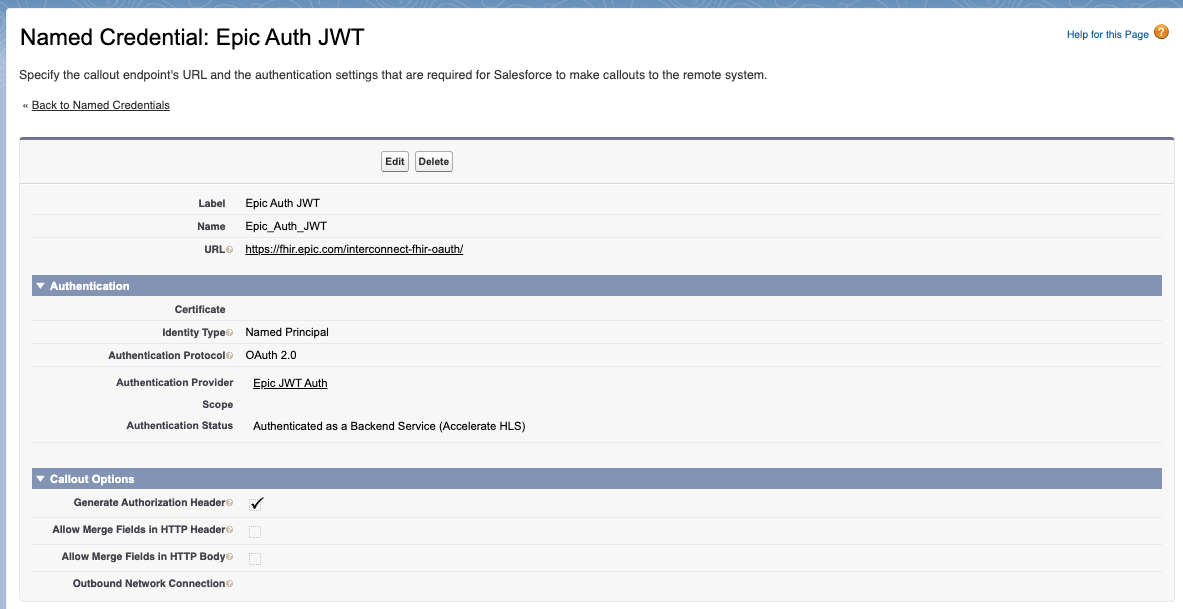 Named Credential: Epic Auth JWT
Help for this Page ?
Specify the callout endpoint's URL and the authentication settings that are required for Salesforce to make callouts to the remote system.
« Back to Named Credentials
Edit Delete
Label Epic Auth JWT
Name Epic_Auth_JWT
URL ? https://fhir.epic.com/interconnect-fhir-oauth/
Authentication
Certificate
Identity Type ? Named Principal
Authentication Protocol ? OAuth 2.0
Authentication Provider Epic JWT Auth
Scope
Authentication Status Authenticated as a Backend Service (Accelerate HLS)
Callout Options
Generate Authorization Header ?
Allow Merge Fields in HTTP Header ?
Allow Merge Fields in HTTP Body ?
Outbound Network Connection ?